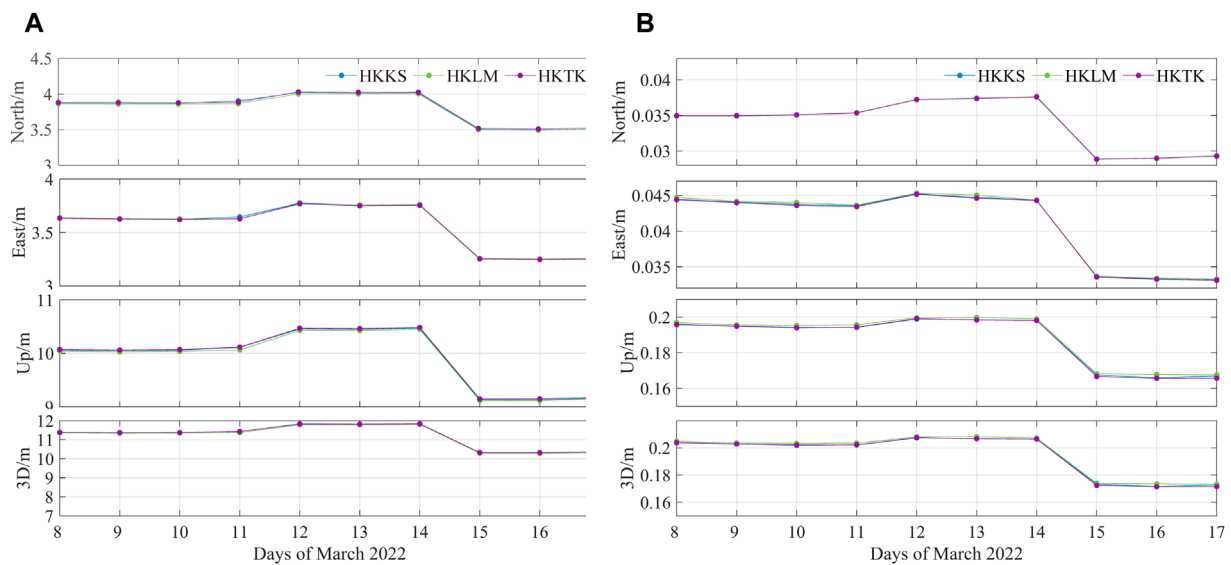 A
4.5
HKKS HKLM HKTK
4
North/m
3.5
3
4
East/m
3.5
3
11
Up/m
10
9
12
11
10
3D/m
9
8
7
8 9 10 11 12 13 14 15 16
Days of March 2022
B
HKKS HKLM HKTK
0.04
North/m
0.035
0.03
0.045
East/m
0.04
0.035
0.2
Up/m
0.18
0.16
0.2
3D/m
0.18
0.16
8 9 10 11 12 13 14 15 16 17
Days of March 2022